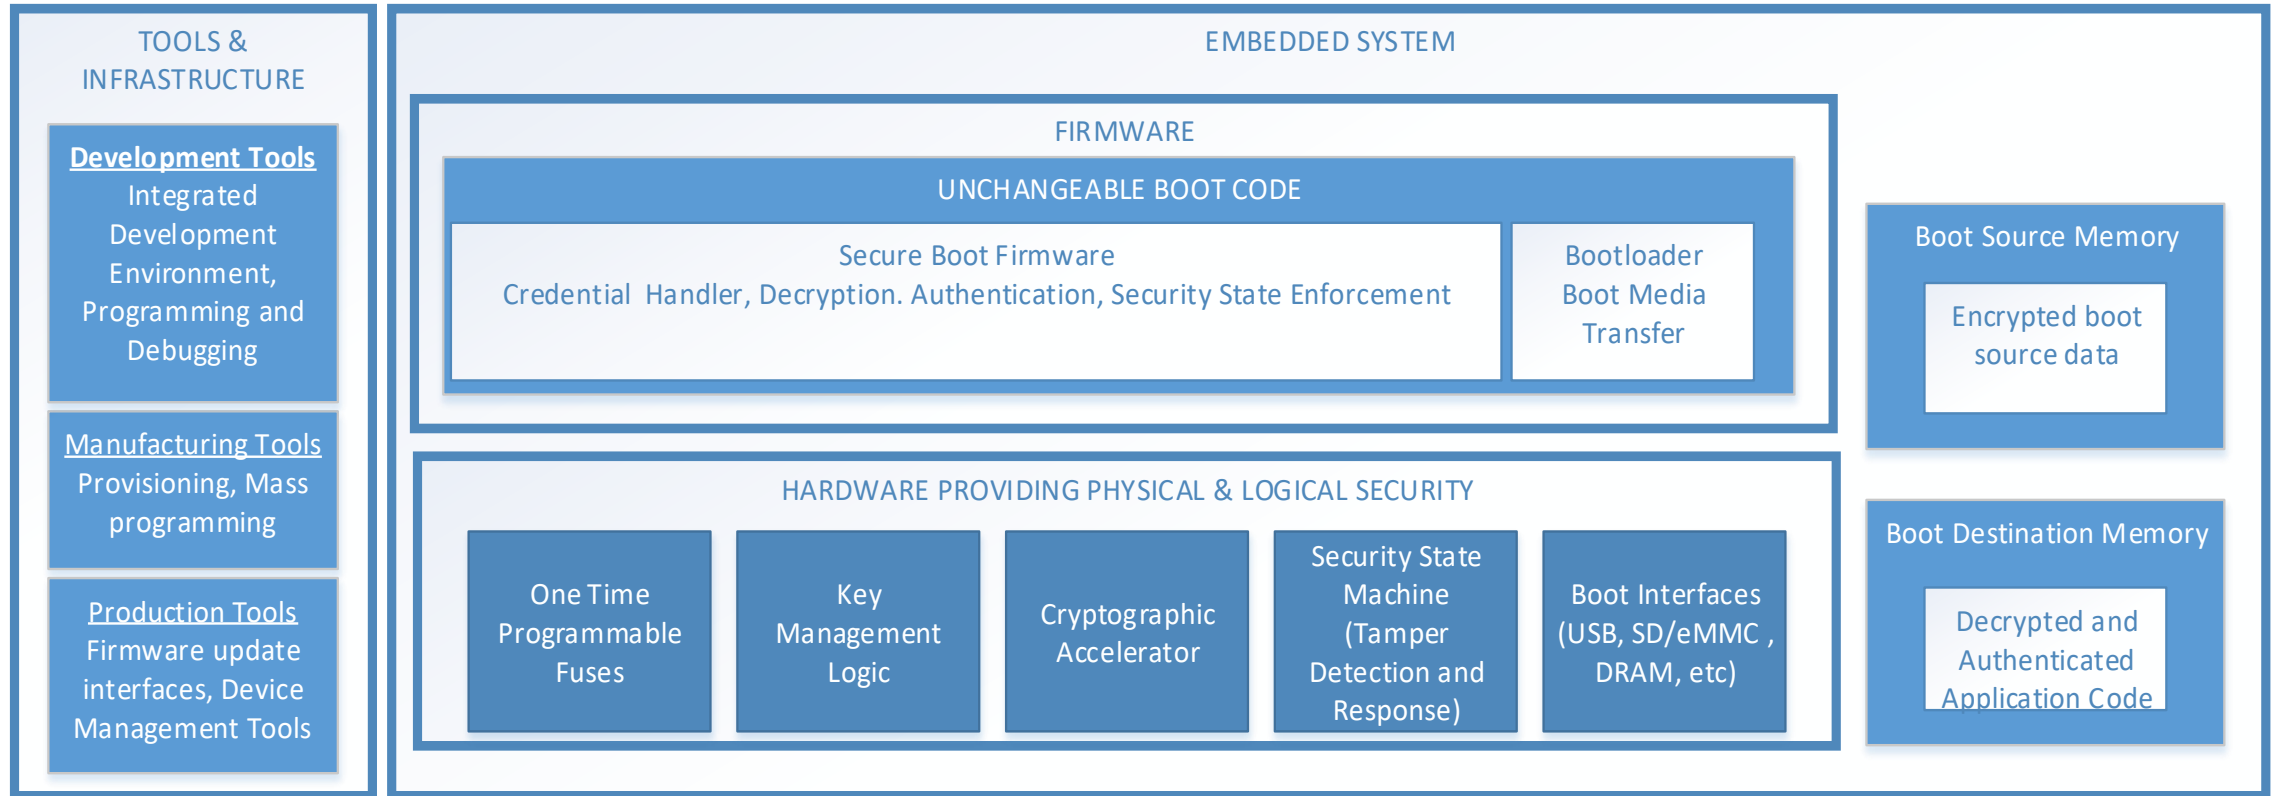 TOOLS &
INFRASTRUCTURE
Development Tools
Integrated
Development
Environment,
Programming and
Debugging
Manufacturing Tools
Provisioning, Mass
programming
Production Tools
Firmware update
interfaces, Device
Management Tools
EMBEDDED SYSTEM
FIRMWARE
UNCHANGEABLE BOOT CODE
Secure Boot Firmware
Credential Handler, Decryption. Authentication, Security State Enforcement
Bootloader
Boot Media
Transfer
HARDWARE PROVIDING PHYSICAL & LOGICAL SECURITY
One Time
Programmable
Fuses
Key
Management
Logic
Cryptographic
Accelerator
Security State
Machine
(Tamper
Detection and
Response)
Boot Interfaces
(USB, SD/eMMC ,
DRAM, etc)
Boot Source Memory
Encrypted boot
source data
Boot Destination Memory
Decrypted and
Authenticated
Application Code